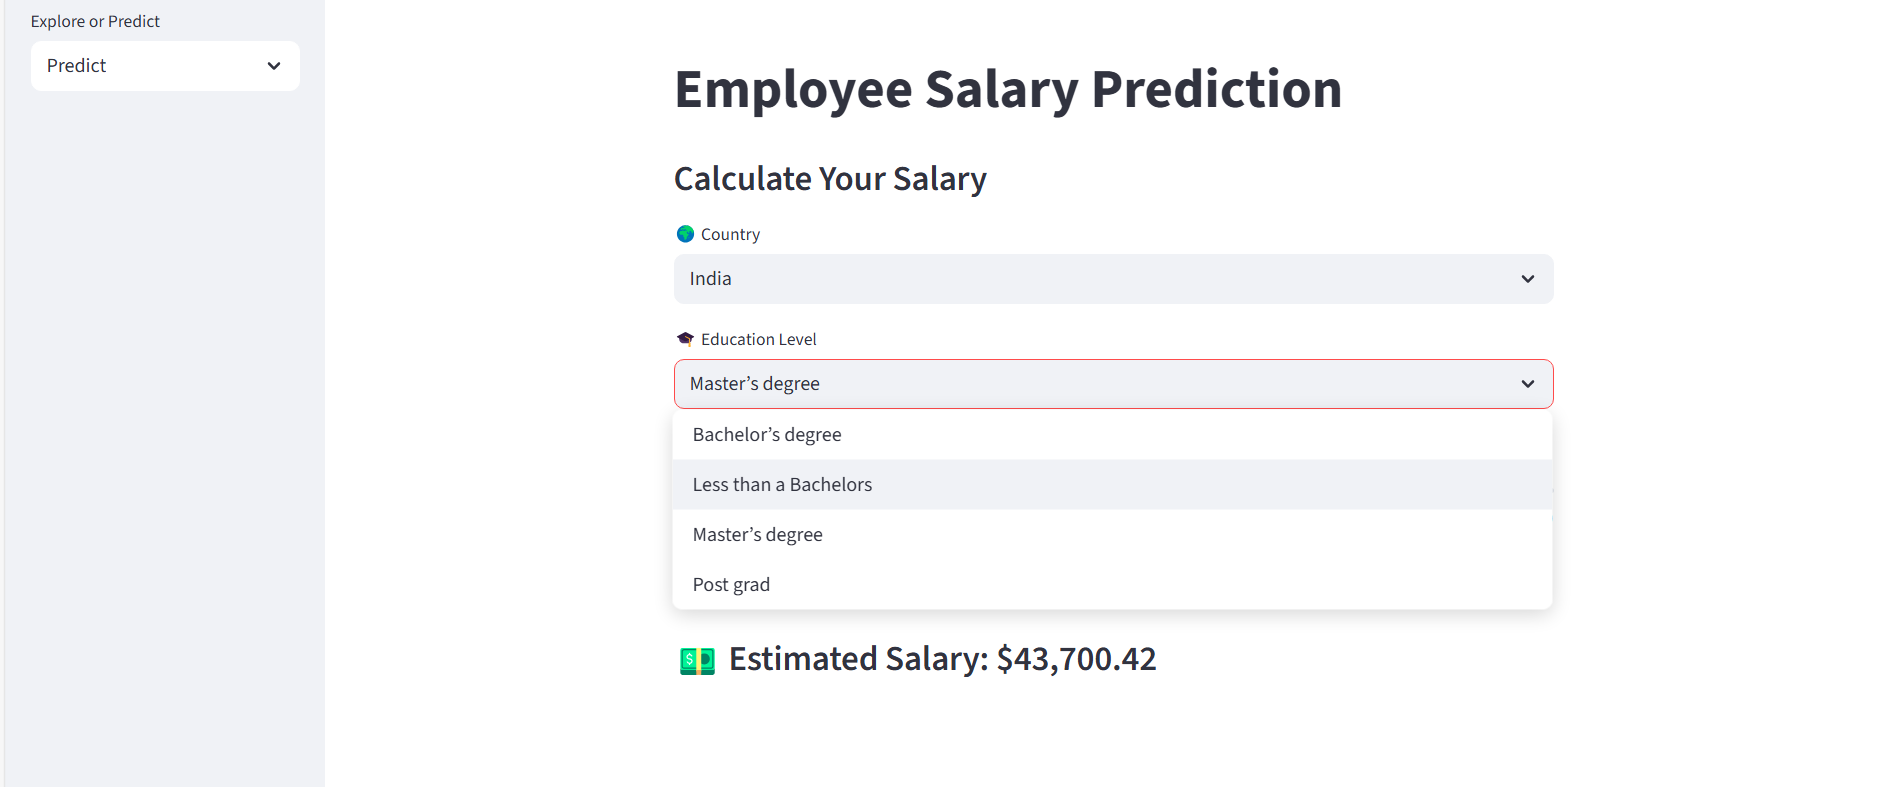 Explore or Predict
Predict
Employee Salary Prediction
Calculate Your Salary
Country
India
Education Level
Master’s degree
Bachelor’s degree
Less than a Bachelors
Master’s degree
Post grad
Estimated Salary: $43,700.42